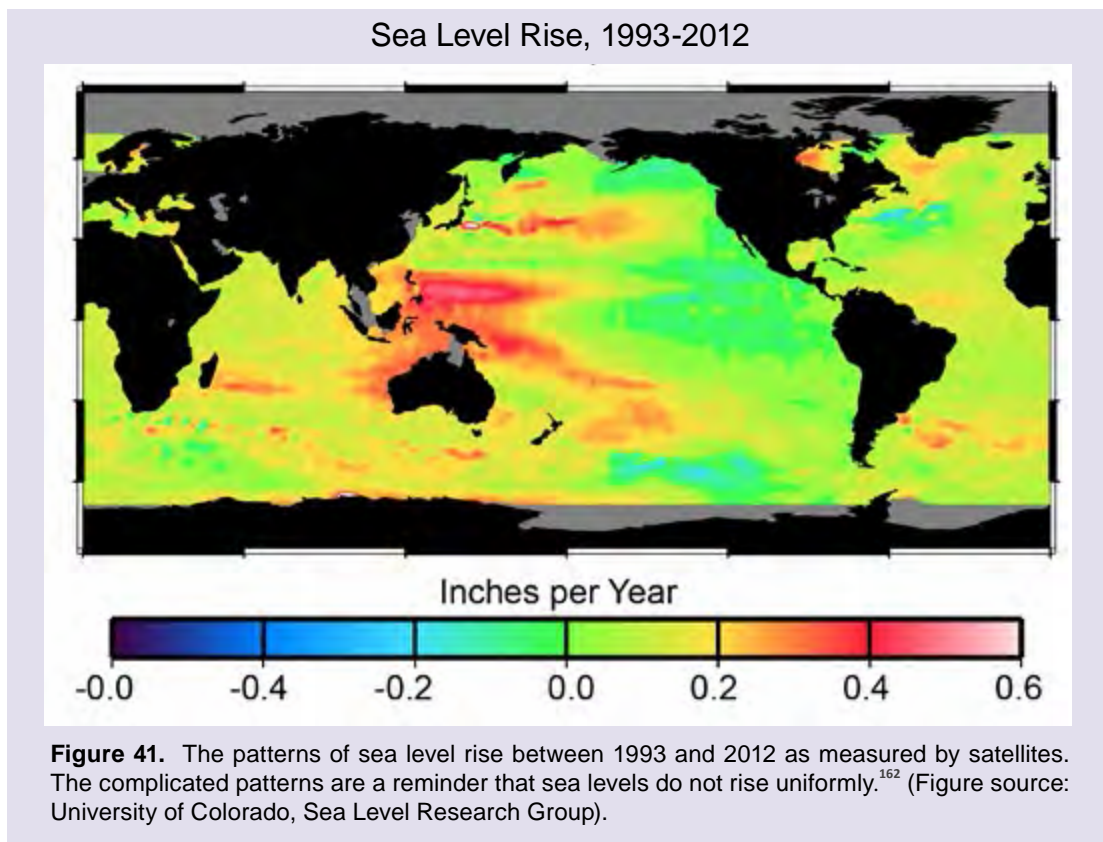 Sea Level Rise, 1993-2012
Inches per Year
-0.0 -0.4 -0.2 0.0 0.2 0.4 0.6
Figure 41. The patterns of sea level rise between 1993 and 2012 as measured by satellites.
The complicated patterns are a reminder that sea levels do not rise uniformly.162 (Figure source:
University of Colorado, Sea Level Research Group).